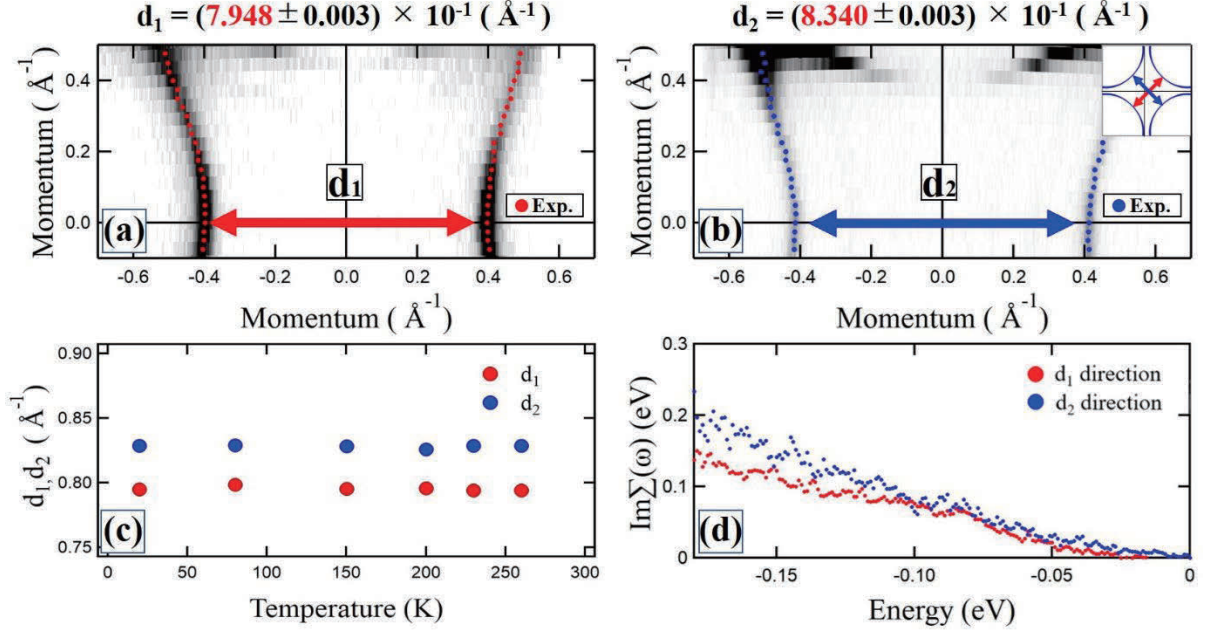 d₁ = (7.948 ± 0.003) × 10⁻¹ ( Å⁻¹)
d₂ = (8.340 ± 0.003) × 10⁻¹ ( Å⁻¹)
Momentum ( Å⁻¹)
0.4
0.2
0.0
d₁
Exp.
(a)
-0.4
0.0
0.2
0.4
0.6
Momentum ( Å⁻¹)
Momentum ( Å⁻¹)
0.4
0.2
0.0
d₂
Exp.
(b)
-0.6
-0.4
-0.2
0.0
0.2
0.4
0.6
Momentum ( Å⁻¹)
d₁,d₂ ( Å⁻¹)
0.90
0.85
0.80
0.75
d₁
d₂
(c)
0
50
100
150
200
250
300
Temperature (K)
Im∑(ω) (eV)
0.3
0.2
0.1
0
d₁ direction
d₂ direction
(d)
-0.15
-0.10
-0.05
0
Energy (eV)